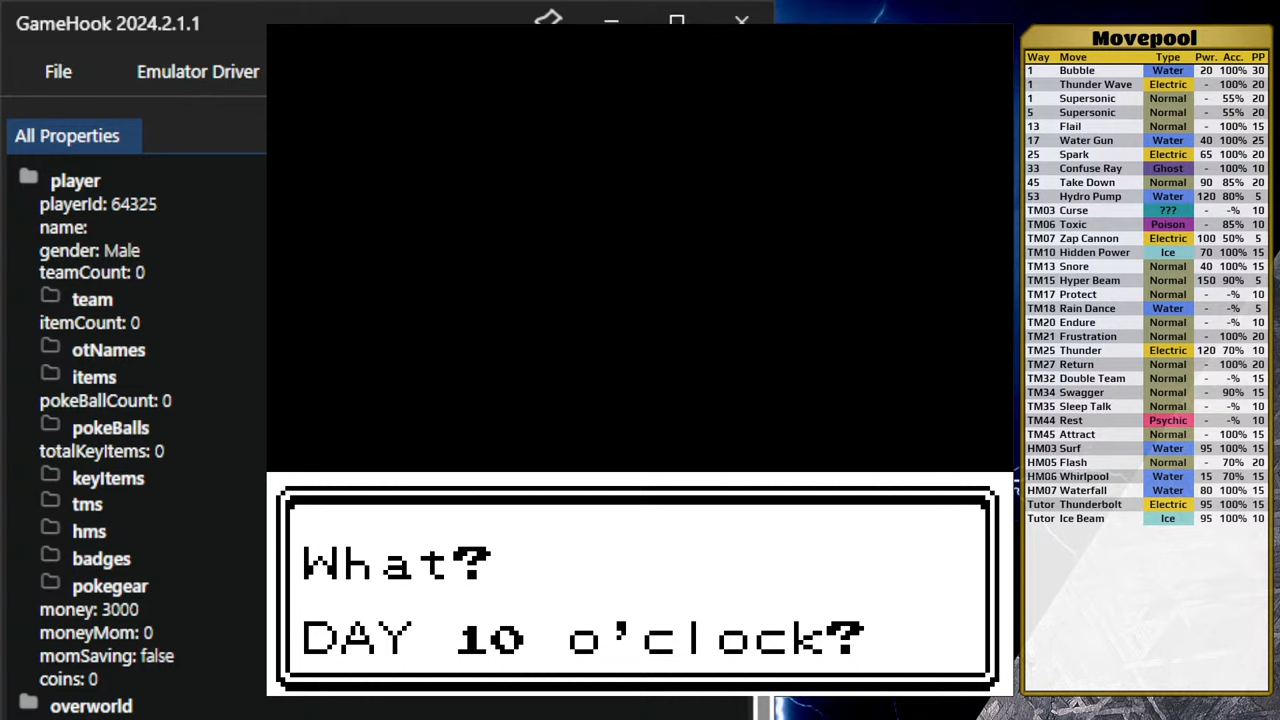 GameHook 2024.2.1.1
File Emulator Driver
All Properties
player
playerId: 64325
name:
gender: Male
teamCount: 0
team
itemCount: 0
otNames
items
pokeBallCount: 0
pokeBalls
totalKeyItems: 0
keyItems
tms
hms
badges
pokegear
money: 3000
moneyMom: 0
momSaving: false
coins: 0
overworld
What?
DAY 10 o'clock?
Movepool
Way Move Type Pwr. Acc. PP
1 Bubble Water 20 100% 30
1 Thunder Wave Electric - 100% 20
1 Supersonic Normal - 55% 20
5 Supersonic Normal - 55% 20
13 Flail Normal - 100% 15
17 Water Gun Water 40 100% 25
25 Spark Electric 65 100% 20
33 Confuse Ray Ghost - 100% 10
45 Take Down Normal 90 85% 20
53 Hydro Pump Water 120 80% 5
TM03 Curse ??? - -% 10
TM06 Toxic Poison - 85% 10
TM07 Zap Cannon Electric 100 50% 5
TM10 Hidden Power Ice 70 100% 15
TM13 Snore Normal 40 100% 15
TM15 Hyper Beam Normal 150 90% 5
TM17 Protect Normal - -% 10
TM18 Rain Dance Water - -% 5
TM20 Endure Normal - -% 10
TM21 Frustration Normal - 100% 20
TM25 Thunder Electric 120 70% 10
TM27 Return Normal - 100% 20
TM32 Double Team Normal - -% 15
TM34 Swagger Normal - 90% 15
TM35 Sleep Talk Normal - -% 10
TM44 Rest Psychic - -% 10
TM45 Attract Normal - 100% 15
HM03 Surf Water 95 100% 15
HM05 Flash Normal - 70% 20
HM06 Whirlpool Water 15 70% 15
HM07 Waterfall Water 80 100% 15
Tutor Thunderbolt Electric 95 100% 15
Tutor Ice Beam Ice 95 100% 10